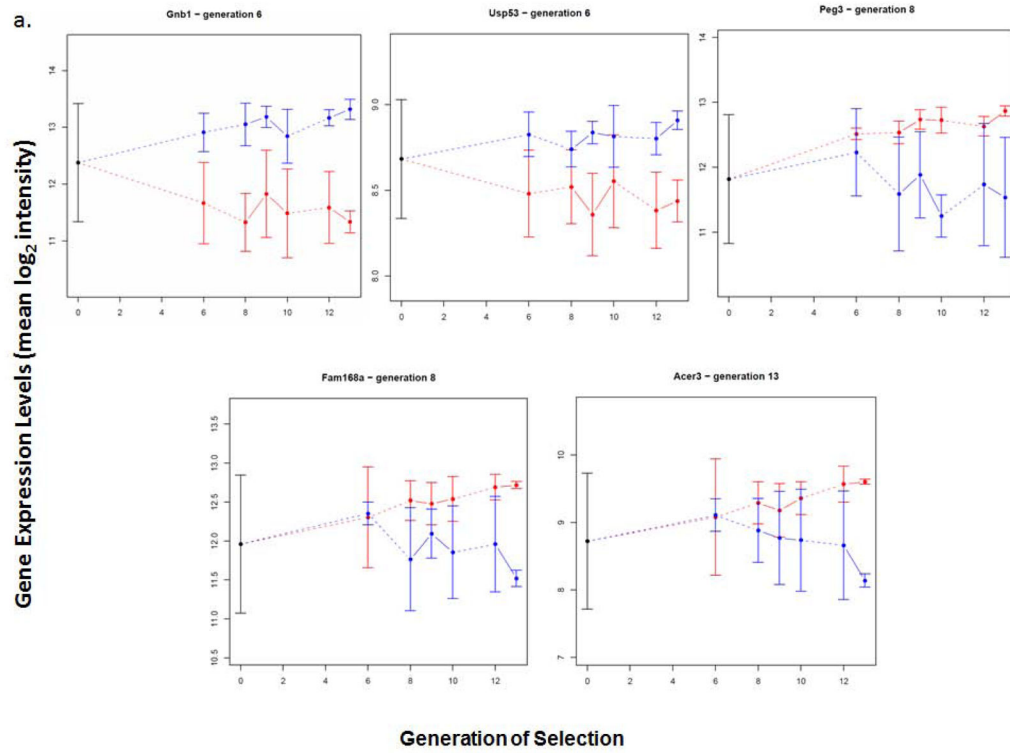 a.
Gnb1 – generation 6
Usp53 – generation 6
Peg3 – generation 8
14
13
12
11
0 2 4 6 8 10 12
9.0
8.5
8.0
0 2 4 6 8 10 12
14
13
12
11
0 2 4 6 8 10 12
Gene Expression Levels (mean log₂ intensity)
Fam168a – generation 8
Acer3 – generation 13
13.5
13.0
12.5
12.0
11.5
11.0
10.5
0 2 4 6 8 10 12
10
9
8
7
0 2 4 6 8 10 12
Generation of Selection